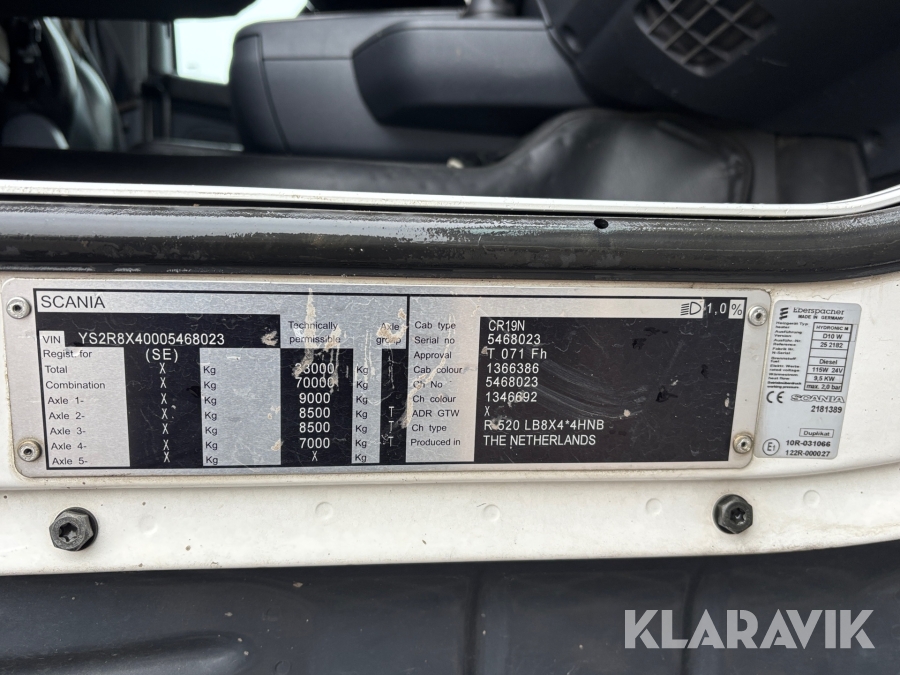 SCANIA
VIN YS2R8X40005468023 Technically permissible Axle group
Regist. for (SE)
Total X Kg 33000 Kg
Combination X Kg 70000 Kg
Axle 1- X Kg 9000 Kg
Axle 2- X Kg 8500 Kg T
Axle 3- X Kg 8500 Kg T
Axle 4- X Kg 7000 Kg T
Axle 5- Kg X Kg
1.0%
Cab type CR19N
Serial no 5468023
Approval T 071 Fh
Cab colour 1366386
Ch No 5468023
Ch colour 1346692
ADR GTW X
Ch type R 520 LB8X4*4HNB
Produced in THE NETHERLANDS
Eberspächer
MADE IN GERMANY
HYDRONIC M
D10 W
25 2182
Diesel
115W 24V
9,5 KW
max. 2,0 bar
CE SCANIA
2181389
Duplikat
E1 10R-031066
122R-000027
KLARAVIK